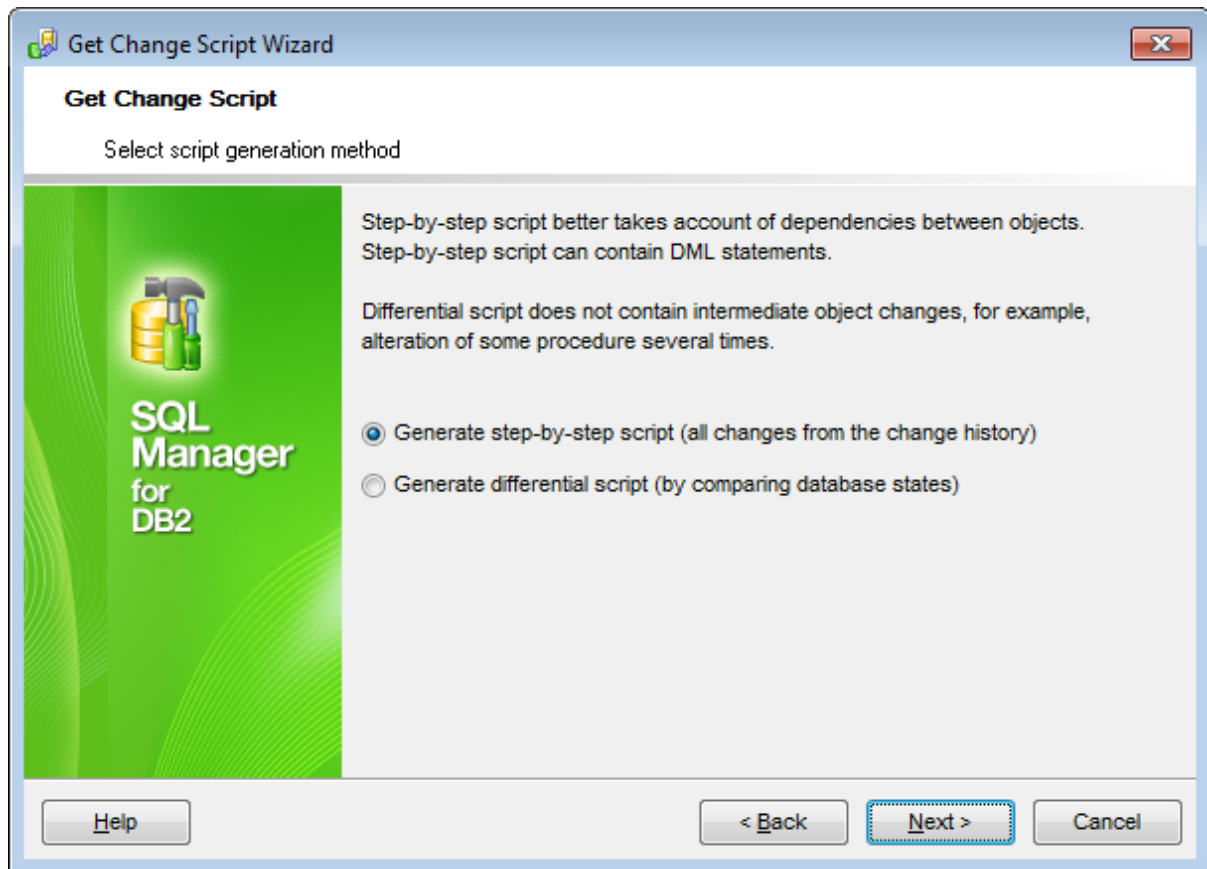 Get Change Script Wizard
Get Change Script
Select script generation method
Step-by-step script better takes account of dependencies between objects.
Step-by-step script can contain DML statements.
Differential script does not contain intermediate object changes, for example,
alteration of some procedure several times.
SQL
Manager
for
DB2
Generate step-by-step script (all changes from the change history)
Generate differential script (by comparing database states)
Help
< Back
Next >
Cancel